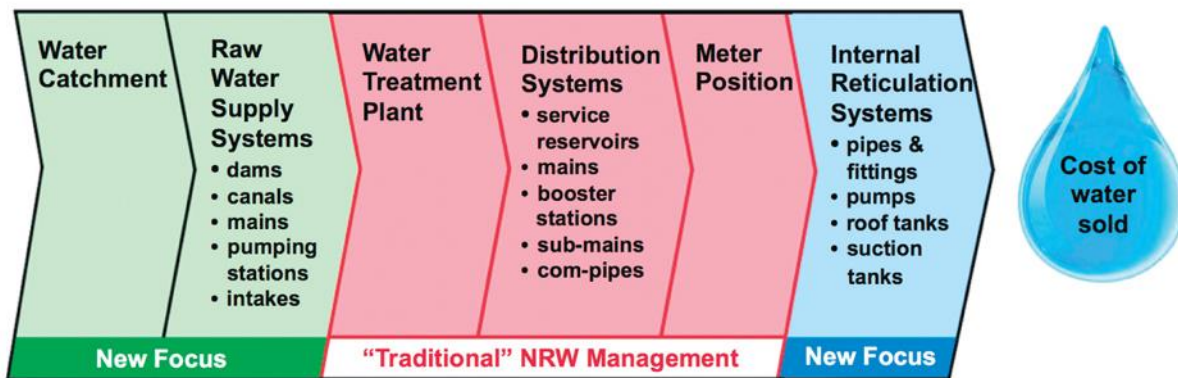 Water
Catchment
Raw
Water
Supply
Systems
• dams
• canals
• mains
• pumping
stations
• intakes
Water
Treatment
Plant
Distribution
Systems
• service
reservoirs
• mains
• booster
stations
• sub-mains
• com-pipes
Meter
Position
Internal
Reticulation
Systems
• pipes &
fittings
• pumps
• roof tanks
• suction
tanks
Cost of
water
sold
New Focus
“Traditional” NRW Management
New Focus